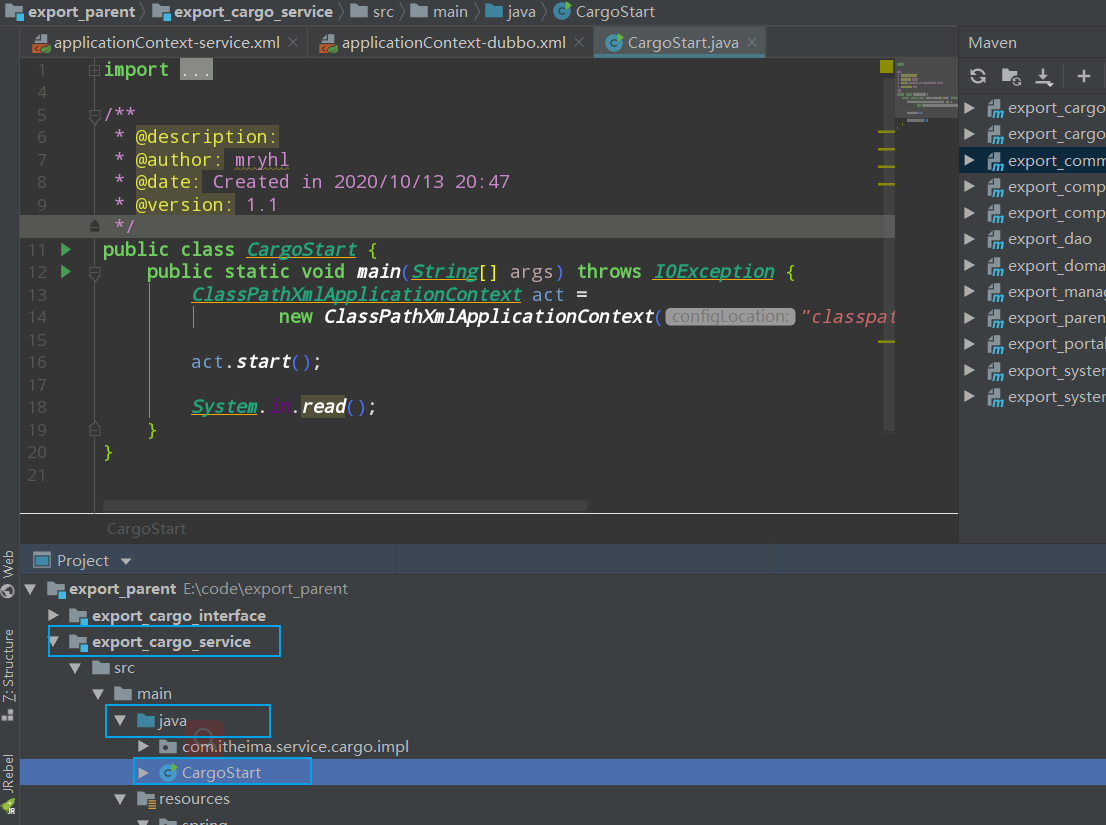 export_parent export_cargo_service src main java CargoStart
applicationContext-service.xml applicationContext-dubbo.xml CargoStart.java Maven
1 import ...
4
5 /**
6 * @description:
7 * @author: mryhl
8 * @date: Created in 2020/10/13 20:47
9 * @version: 1.1
*/
11 public class CargoStart {
12 public static void main(String[] args) throws IOException {
13 ClassPathXmlApplicationContext act =
14 new ClassPathXmlApplicationContext( configLocation: "classpat
15
16 act.start();
17
18 System.in.read();
19 }
20 }
21
CargoStart
export_cargo
export_cargo
export_comm
export_comp
export_comp
export_dao
export_doma
export_manag
export_paren
export_portal
export_system
export_system
Web
Z: Structure
JRebel
JR
Project
export_parent E:\code\export_parent
export_cargo_interface
export_cargo_service
src
main
java
com.itheima.service.cargo.impl
CargoStart
resources
spring